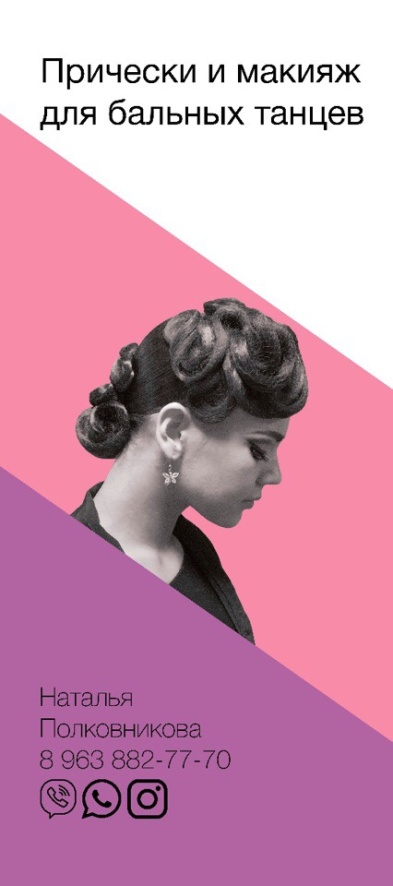 Прически и макияж
для бальных танцев
Наталья
Полковникова
8 963 882-77-70